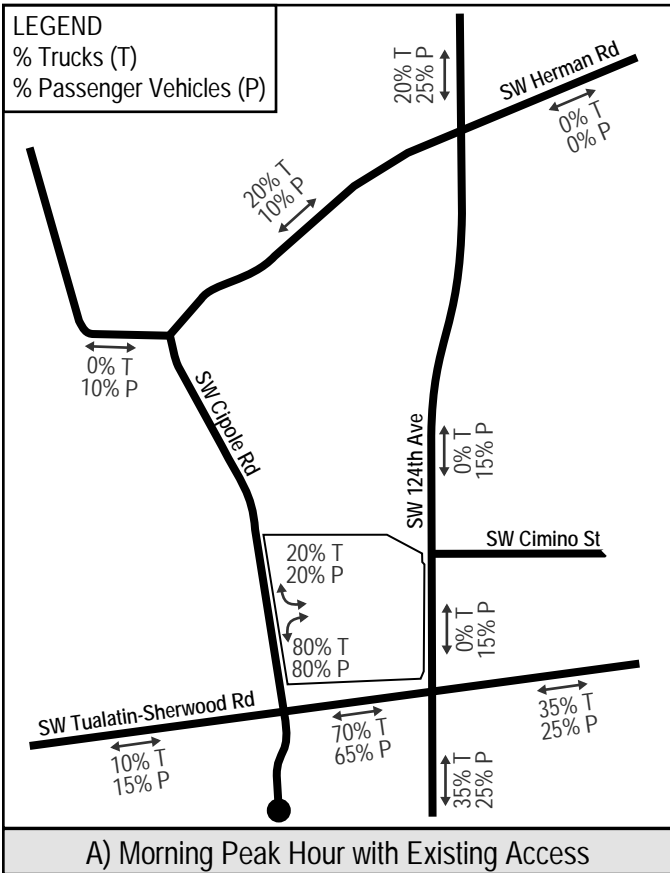 LEGEND
% Trucks (T)
% Passenger Vehicles (P)
20% T
25% P
SW Herman Rd
0% T
0% P
20% T
10% P
0% T
10% P
SW Cipole Rd
SW 124th Ave
0% T
15% P
SW Cimino St
20% T
20% P
80% T
80% P
0% T
15% P
SW Tualatin-Sherwood Rd
10% T
15% P
70% T
65% P
35% T
25% P
35% T
25% P
A) Morning Peak Hour with Existing Access